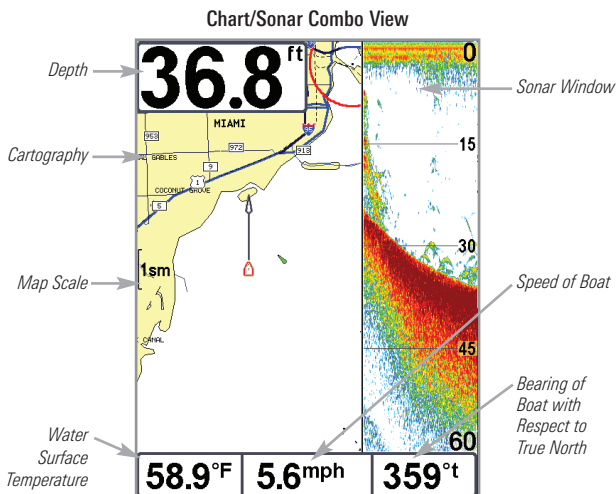 Chart/Sonar Combo View
Depth
36.8 ft
0
Sonar Window
MIAMI
95
953
972
913
15
Cartography
AL GABLES
9
1
COCONUT GROVE
5
30
Map Scale
1sm
Speed of Boat
CANAL
45
Bearing of
Boat with
Respect to
True North
60
Water
Surface
Temperature
58.9°F
5.6mph
359°t